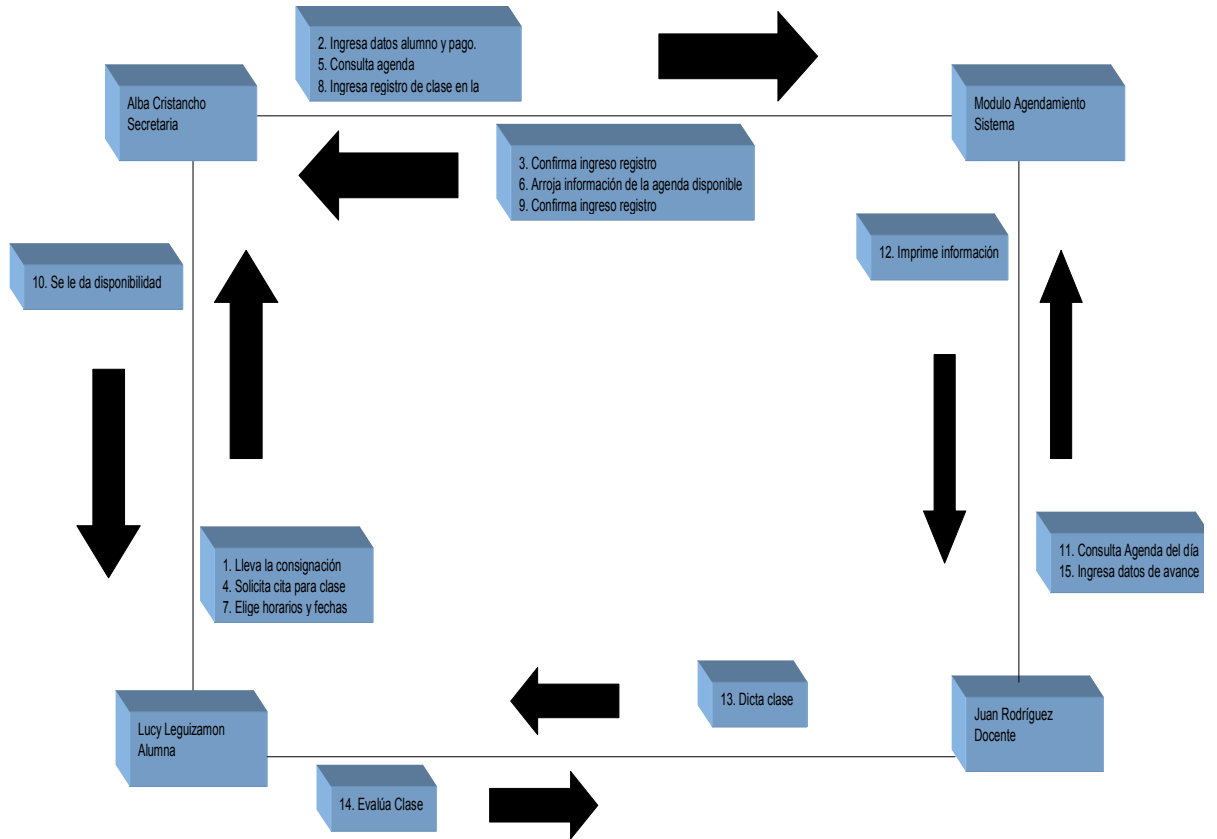 2. Ingresa datos alumno y pago.
5. Consulta agenda
8. Ingresa registro de clase en la
Alba Cristancho
Secretaria
Modulo Agendamiento
Sistema
3. Confirma ingreso registro
6. Arroja información de la agenda disponible
9. Confirma ingreso registro
10. Se le da disponibilidad
12. Imprime información
1. Lleva la consignación
4. Solicita cita para clase
7. Elige horarios y fechas
11. Consulta Agenda del día
15. Ingresa datos de avance
13. Dicta clase
Lucy Leguizamon
Alumna
Juan Rodríguez
Docente
14. Evalúa Clase